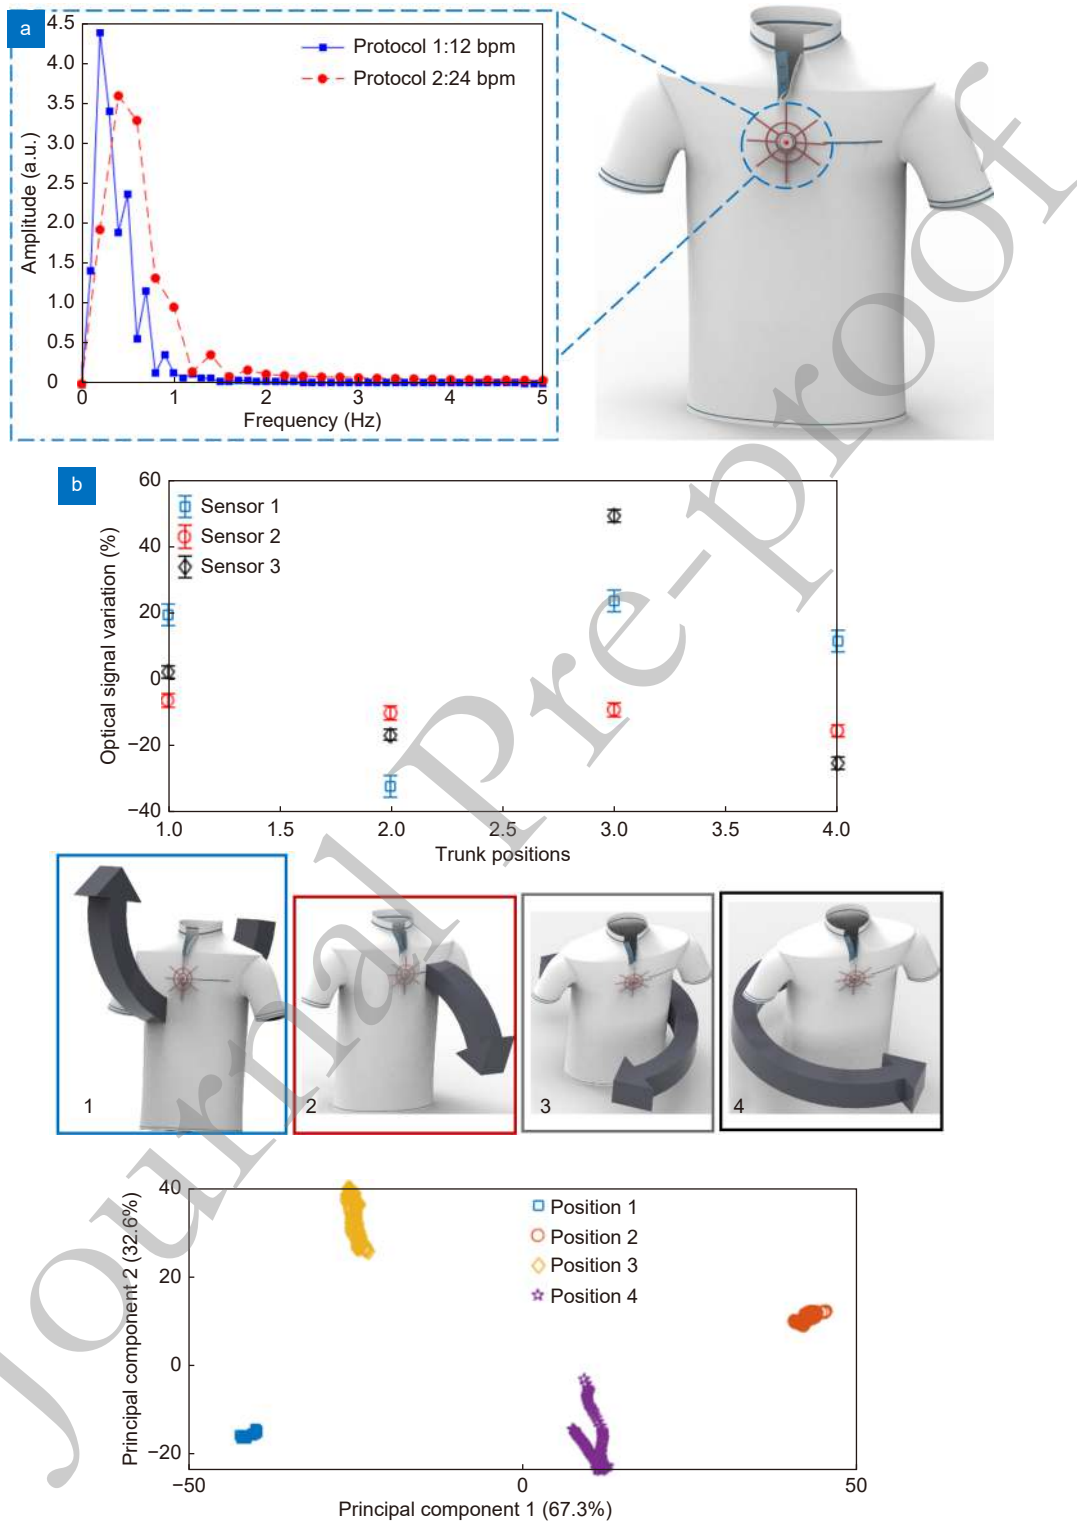 a
4.5
4.0
3.5
3.0
2.5
2.0
1.5
1.0
0.5
0
Amplitude (a.u.)
Protocol 1:12 bpm
Protocol 2:24 bpm
0 1 2 3 4 5
Frequency (Hz)
b
60
40
20
0
−20
−40
Optical signal variation (%)
Sensor 1
Sensor 2
Sensor 3
1.0 1.5 2.0 2.5 3.0 3.5 4.0
Trunk positions
1
2
3
4
40
20
0
−20
Principal component 2 (32.6%)
Position 1
Position 2
Position 3
Position 4
−50 0 50
Principal component 1 (67.3%)
Journal Pre-proof